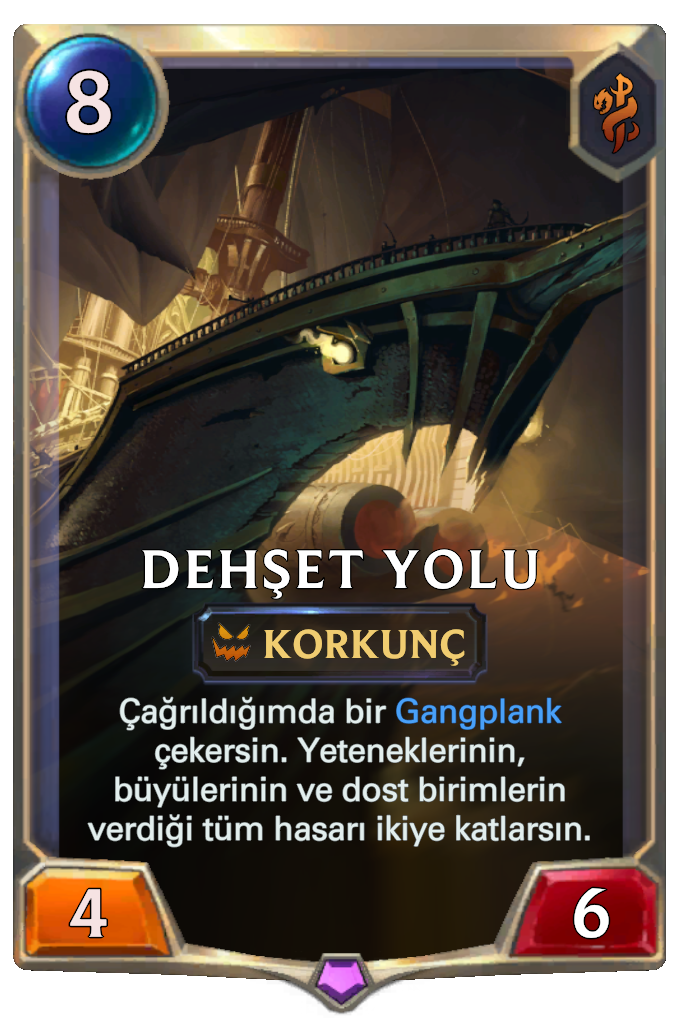 8
DEHŞET YOLU
KORKUNÇ
Çağrıldığımda bir Gangplank
çekersin. Yeteneklerinin,
büyülerinin ve dost birimlerin
verdiği tüm hasarı ikiye katlarsın.
4
6